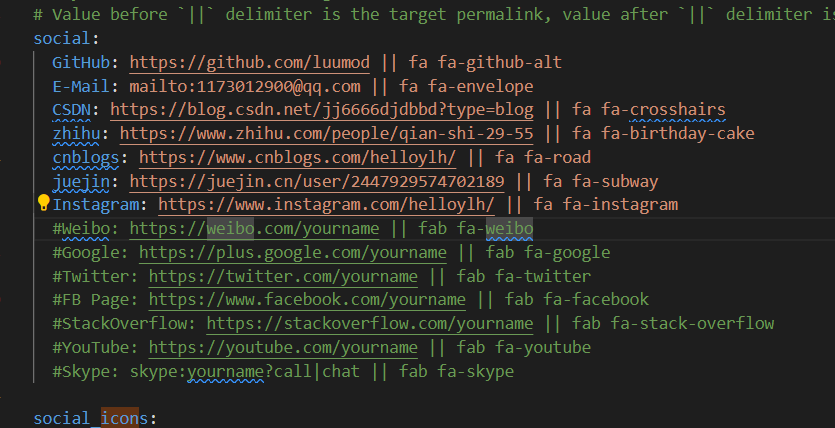 # Value before `||` delimiter is the target permalink, value after `||` delimiter is
social:
GitHub: https://github.com/luumod || fa fa-github-alt
E-Mail: mailto:1173012900@qq.com || fa fa-envelope
CSDN: https://blog.csdn.net/jj6666djdbbd?type=blog || fa fa-crosshairs
zhihu: https://www.zhihu.com/people/qian-shi-29-55 || fa fa-birthday-cake
cnblogs: https://www.cnblogs.com/helloylh/ || fa fa-road
juejin: https://juejin.cn/user/2447929574702189 || fa fa-subway
Instagram: https://www.instagram.com/helloylh/ || fa fa-instagram
#Weibo: https://weibo.com/yourname || fab fa-weibo
#Google: https://plus.google.com/yourname || fab fa-google
#Twitter: https://twitter.com/yourname || fab fa-twitter
#FB Page: https://www.facebook.com/yourname || fab fa-facebook
#StackOverflow: https://stackoverflow.com/yourname || fab fa-stack-overflow
#YouTube: https://youtube.com/yourname || fab fa-youtube
#Skype: skype:yourname?call|chat || fab fa-skype
social_icons: